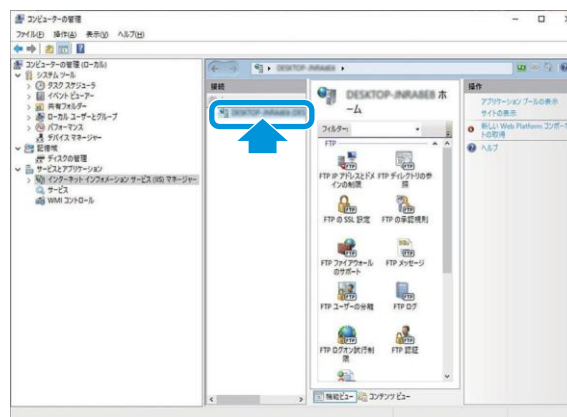 コンピューターの管理
ファイル(F) 操作(A) 表示(V) ヘルプ(H)
コンピューターの管理 (ローカル)
システム ツール
タスク スケジューラ
イベント ビューアー
共有フォルダー
ローカル ユーザーとグループ
パフォーマンス
デバイス マネージャー
記憶域
ディスクの管理
サービスとアプリケーション
インターネット インフォメーション サービス (IIS) マネージャー
サービス
WMI コントロール
接続
ホ
ーム
フィルター:
FTP
FTP IP アドレスとドメ
インの制限
FTP ディレクトリの参
照
FTP の SSL 設定
FTP の承認規則
FTP ファイアウォール
のサポート
FTP メッセージ
FTP ユーザーの分離
FTP ログ
FTP ログオン試行制
限
FTP 認証
機能ビュー
コンテンツ ビュー
操作
アプリケーション プールの表示
サイトの表示
新しい Web Platform コンポー
トの取得
ヘルプ